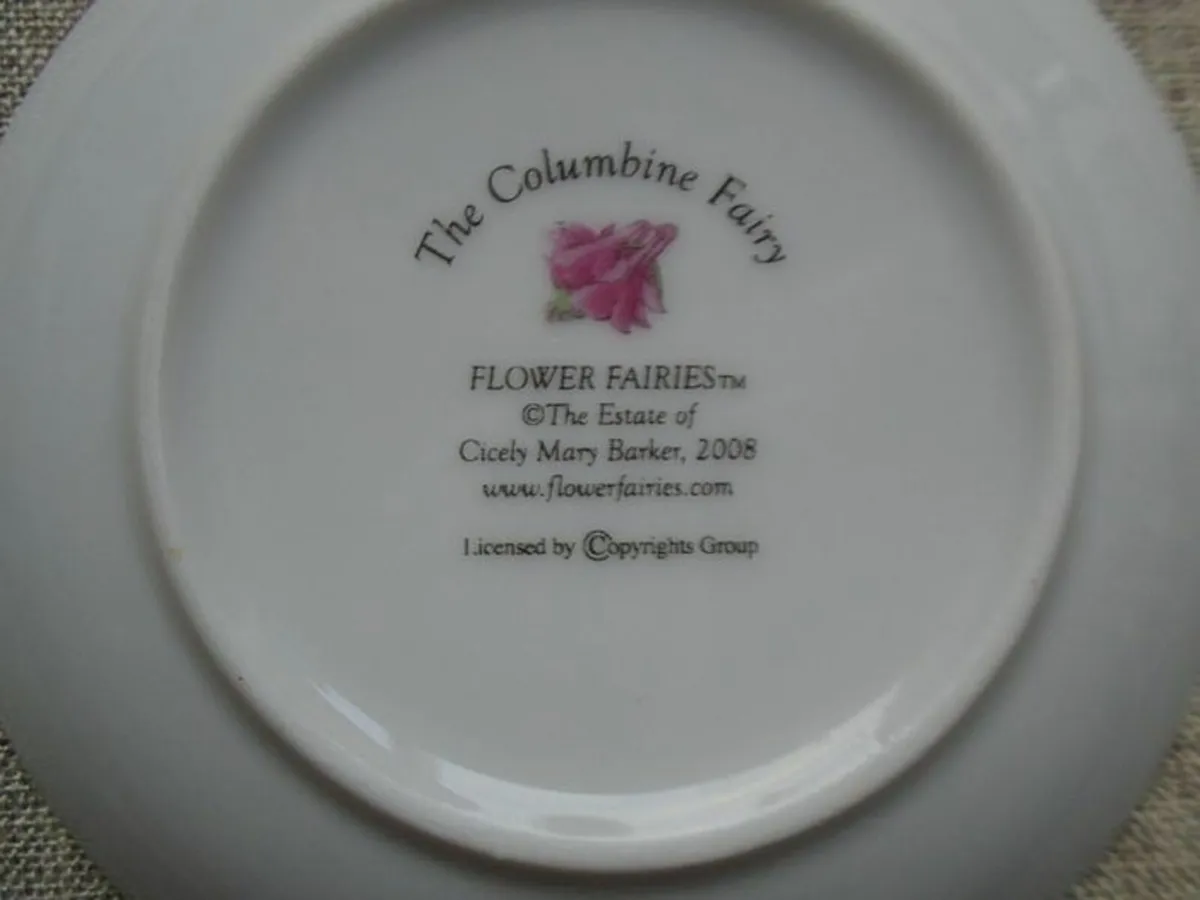 The Columbine Fairy
FLOWER FAIRIES™
©The Estate of
Cicely Mary Barker, 2008
www.flowerfairies.com
Licensed by ©opyrights Group